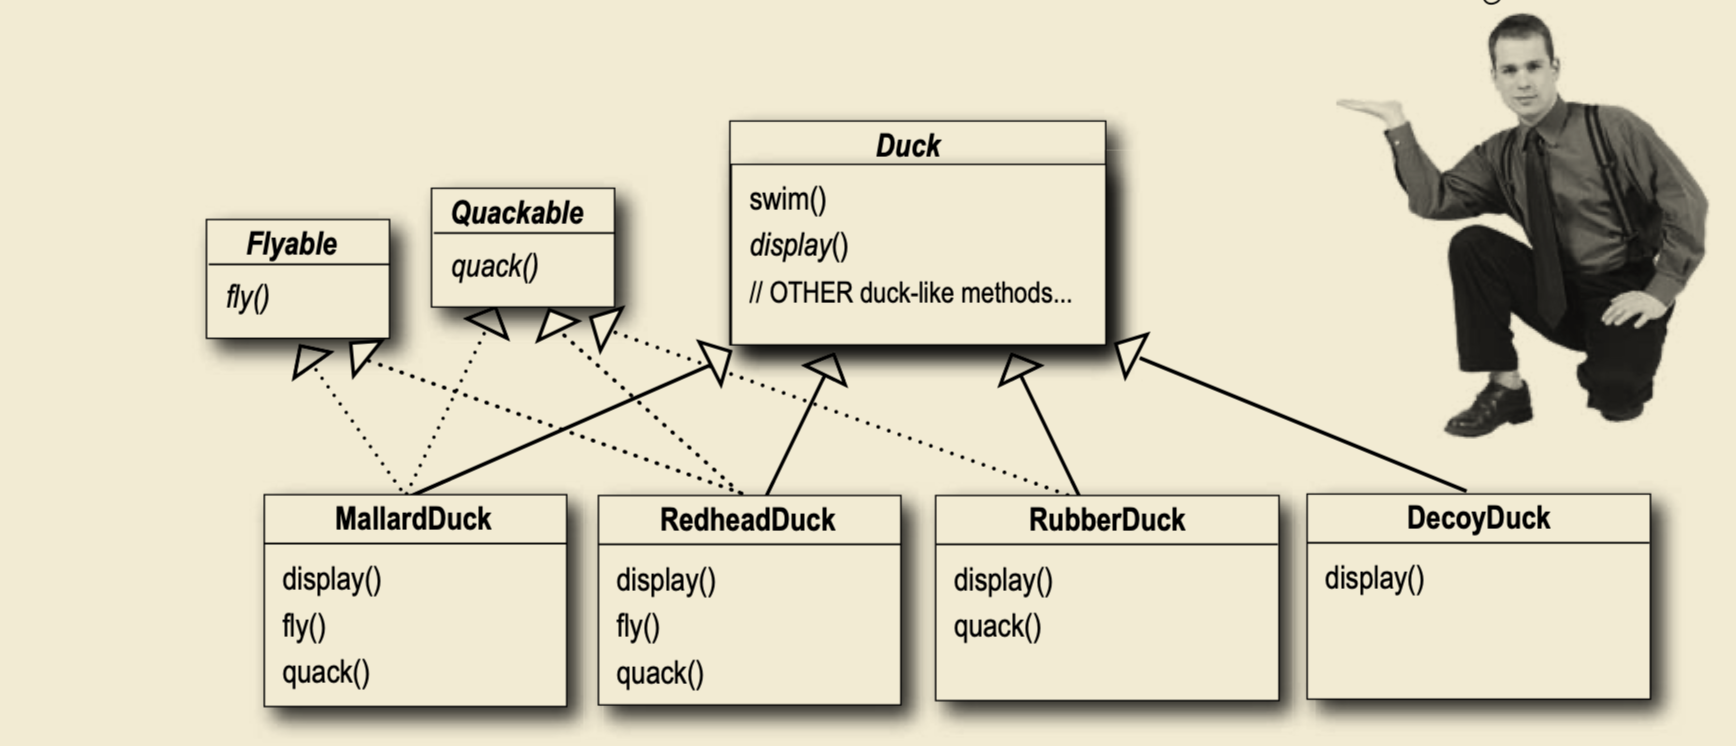 Duck
swim()
display()
// OTHER duck-like methods...
Quackable
quack()
Flyable
fly()
MallardDuck
display()
fly()
quack()
RedheadDuck
display()
fly()
quack()
RubberDuck
display()
quack()
DecoyDuck
display()